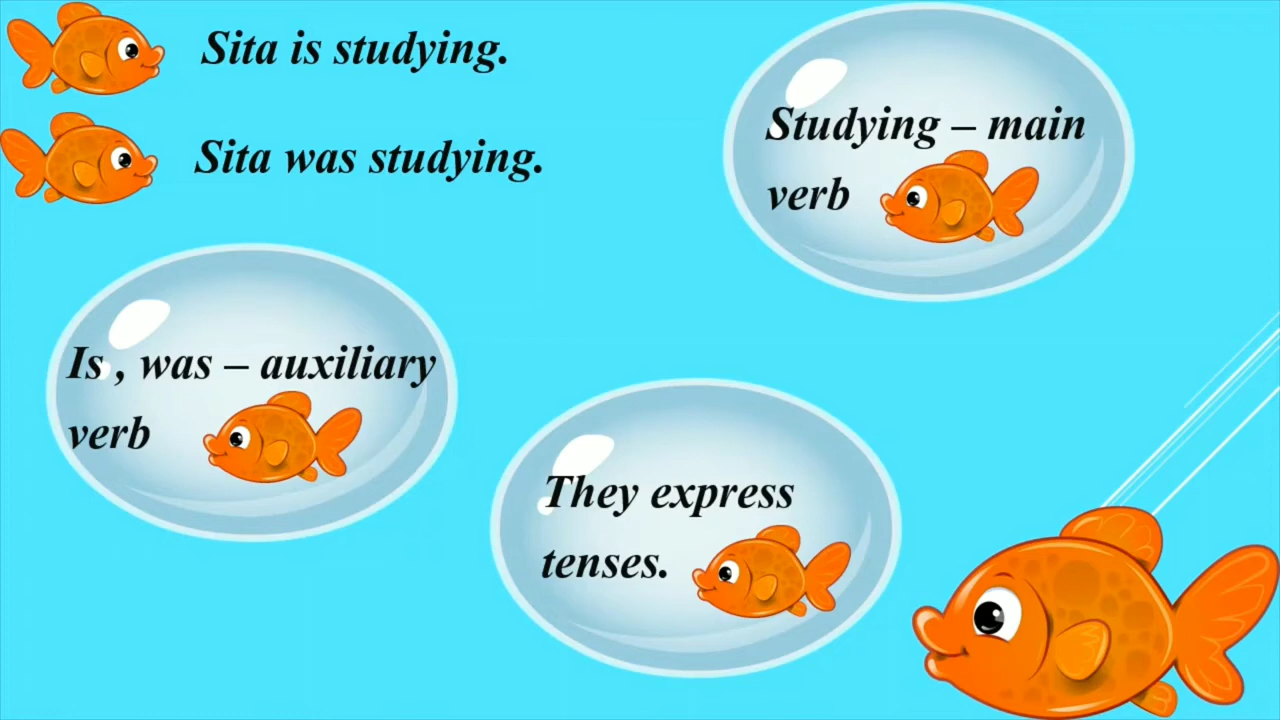 Sita is studying.
Sita was studying.
Studying – main
verb
Is , was – auxiliary
verb
They express
tenses.